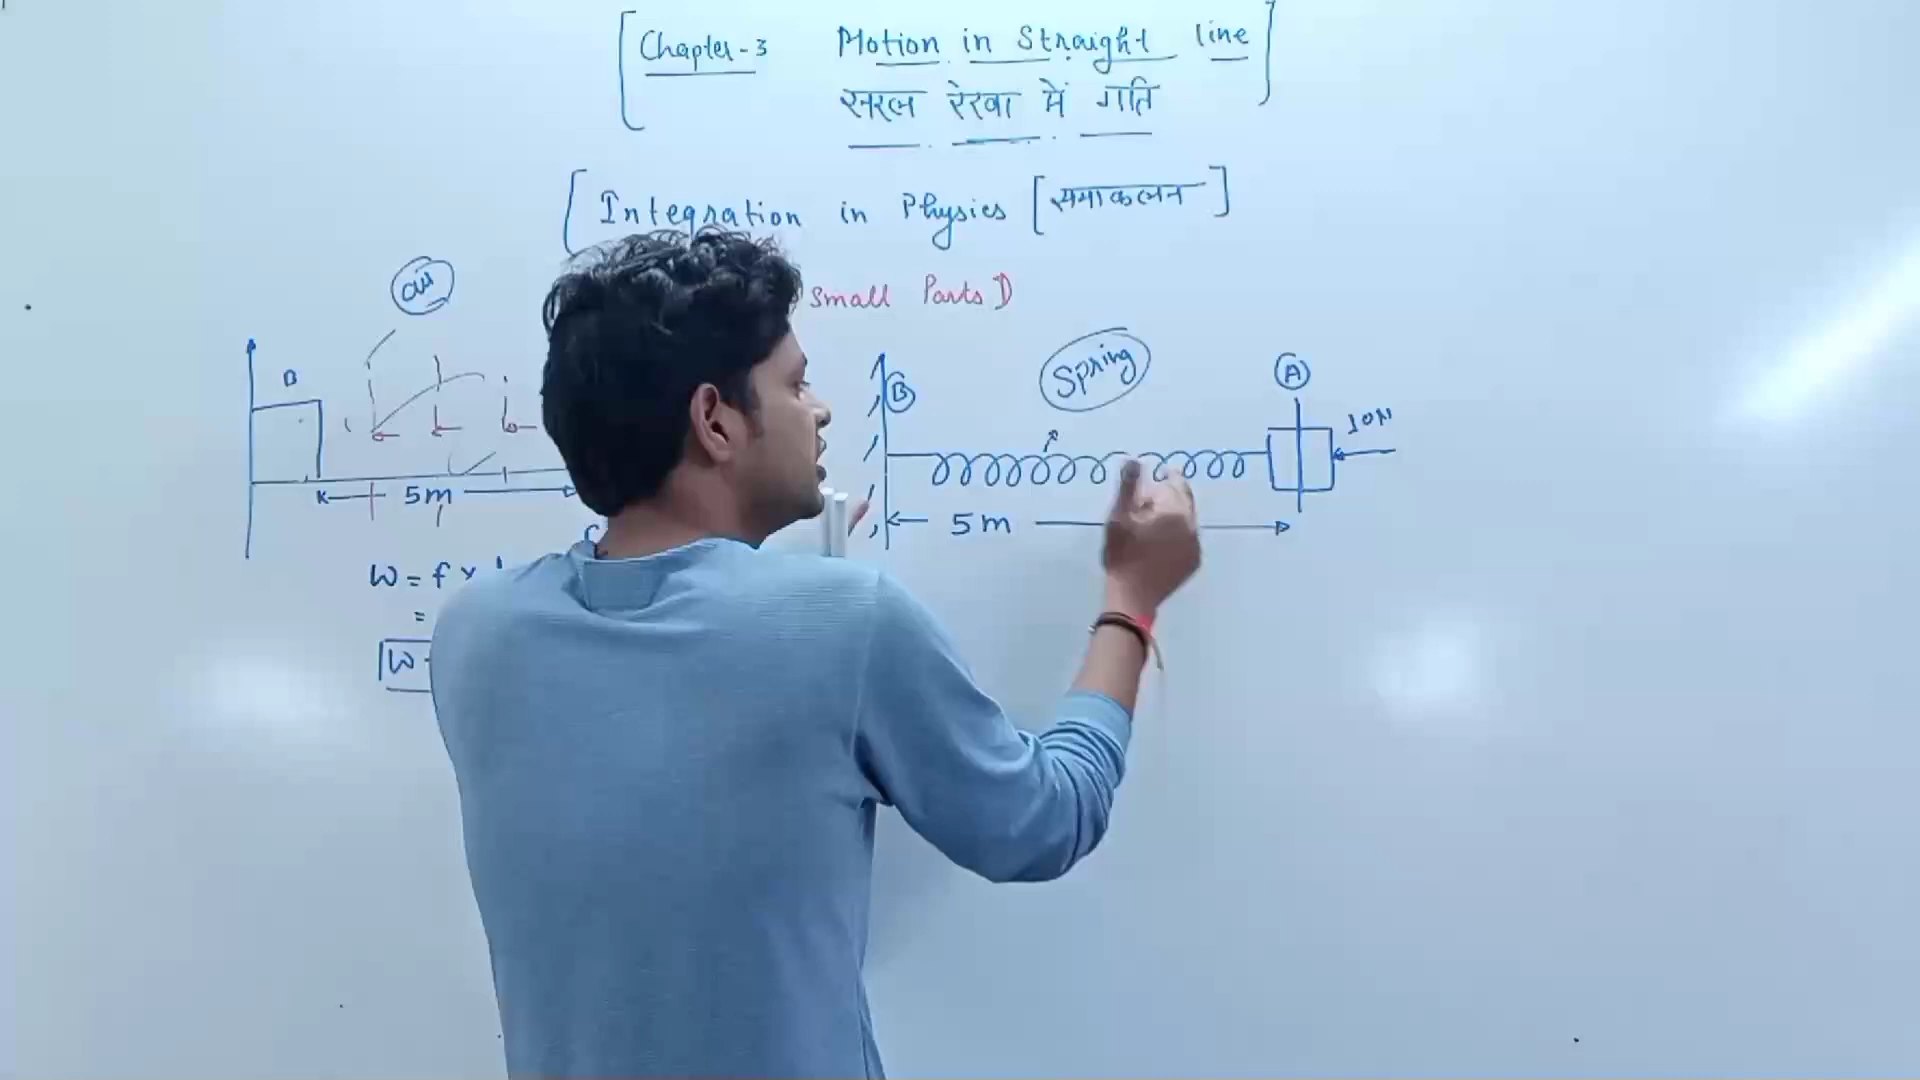 Chapter-3 Motion in Straight line
सरल रेखा में गति
Integration in Physics [समाकलन]
Small Parts
air
B
5m
W = f x
=
W
Spring
B
A
10N
5m